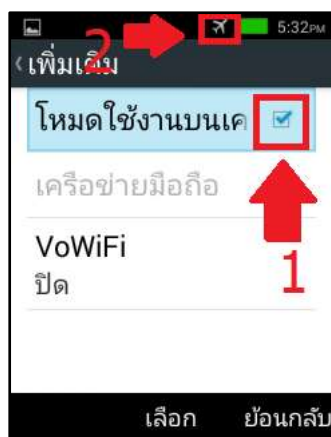 2
5:32PM
เพิ่มเติม
โหมดใช้งานบนเค
เครือข่ายมือถือ
1
VoWiFi
ปิด
เลือก ย้อนกลับ